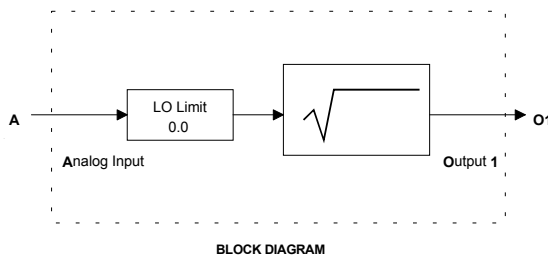 LO Limit
0.0
A
O1
Analog Input
Output 1
BLOCK DIAGRAM